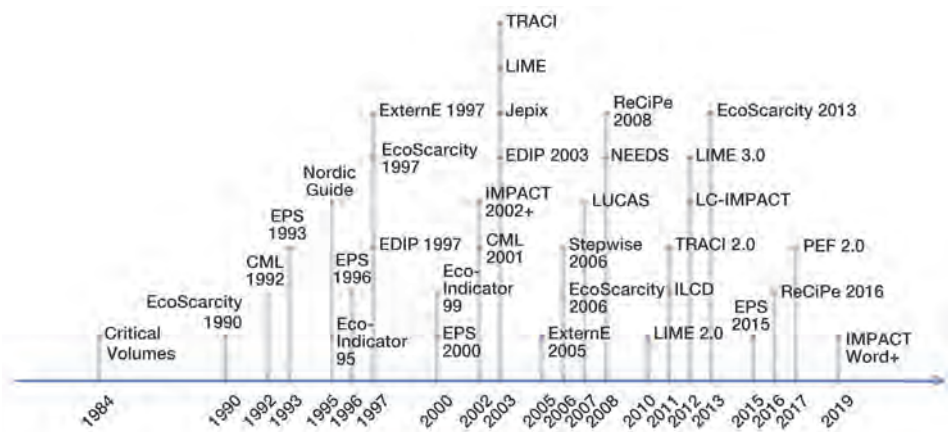 TRACI
LIME
ExternE 1997
Jepix
ReCiPe
2008
EcoScarcity 2013
EcoScarcity
1997
EDIP 2003
NEEDS
LIME 3.0
Nordic
Guide
IMPACT
2002+
LUCAS
LC-IMPACT
EPS
1993
EDIP 1997
CML
2001
Stepwise
2006
TRACI 2.0
PEF 2.0
CML
1992
EPS
1996
Eco-
Indicator
99
EcoScarcity
2006
ILCD
ReCiPe 2016
EcoScarcity
1990
EPS
2015
Critical
Volumes
Eco-
Indicator
95
EPS
2000
ExternE
2005
LIME 2.0
IMPACT
Word+
1984
1990
1992
1993
1995
1996
1997
2000
2002
2003
2005
2006
2007
2008
2010
2011
2012
2013
2015
2016
2017
2019